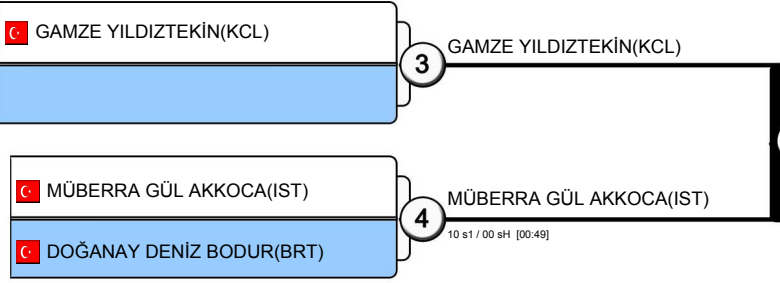 GAMZE YILDIZTEKİN(KCL)
3
GAMZE YILDIZTEKİN(KCL)
MÜBERRA GÜL AKKOCA(IST)
4
MÜBERRA GÜL AKKOCA(IST)
10 s1 / 00 sH [00:49]
DOĞANAY DENİZ BODUR(BRT)